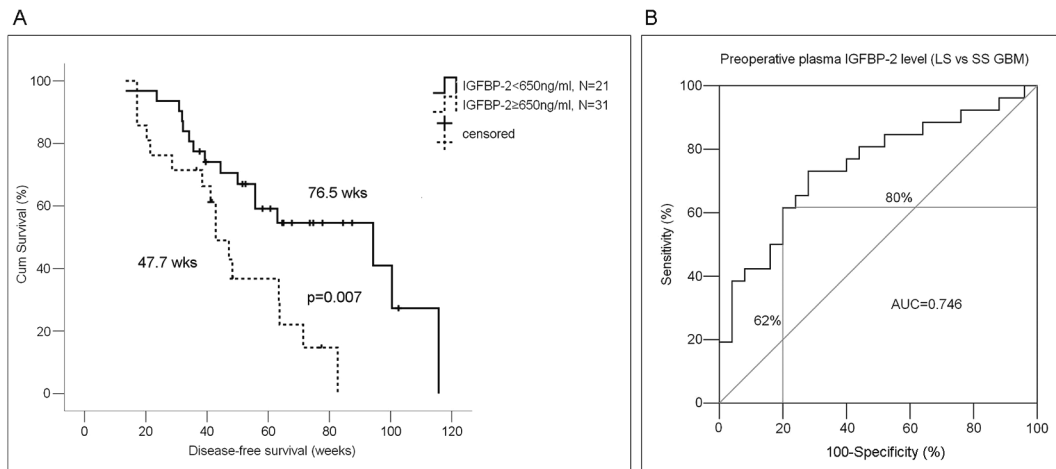 A
IGFBP-2<650ng/ml, N=21
IGFBP-2≥650ng/ml, N=31
censored
76.5 wks
47.7 wks
p=0.007
Cum Survival (%)
100
80
60
40
20
0
0 20 40 60 80 100 120
Disease-free survival (weeks)
B
Preoperative plasma IGFBP-2 level (LS vs SS GBM)
Sensitivity (%)
100
80
60
40
20
0
80%
62%
AUC=0.746
0 20 40 60 80 100
100-Specificity (%)